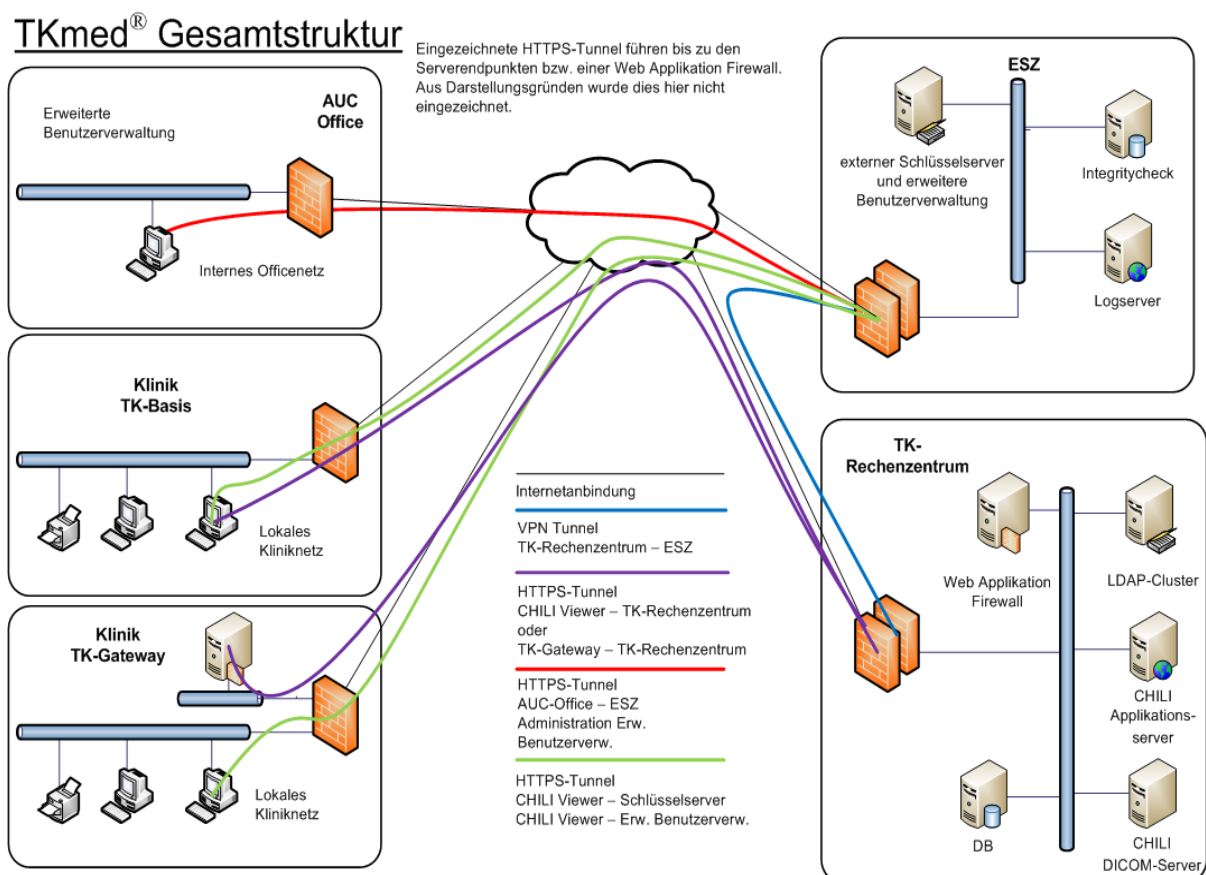 TKmed® Gesamtstruktur
Eingezeichnete HTTPS-Tunnel führen bis zu den
Serverendpunkten bzw. einer Web Applikation Firewall.
Aus Darstellungsgründen wurde dies hier nicht
eingezeichnet.
Erweiterte
Benutzerverwaltung
AUC
Office
Internes Officenetz
ESZ
externer Schlüsselserver
und erweitere
Benutzerverwaltung
Integritycheck
Logserver
Klinik
TK-Basis
Lokales
Kliniknetz
Klinik
TK-Gateway
Lokales
Kliniknetz
Internetanbindung
VPN Tunnel
TK-Rechenzentrum – ESZ
HTTPS-Tunnel
CHILI Viewer – TK-Rechenzentrum
oder
TK-Gateway – TK-Rechenzentrum
HTTPS-Tunnel
AUC-Office – ESZ
Administration Erw.
Benutzerverw.
HTTPS-Tunnel
CHILI Viewer – Schlüsselserver
CHILI Viewer – Erw. Benutzerverw.
TK-
Rechenzentrum
Web Applikation
Firewall
LDAP-Cluster
CHILI
Applikations-
server
DB
CHILI
DICOM-Server